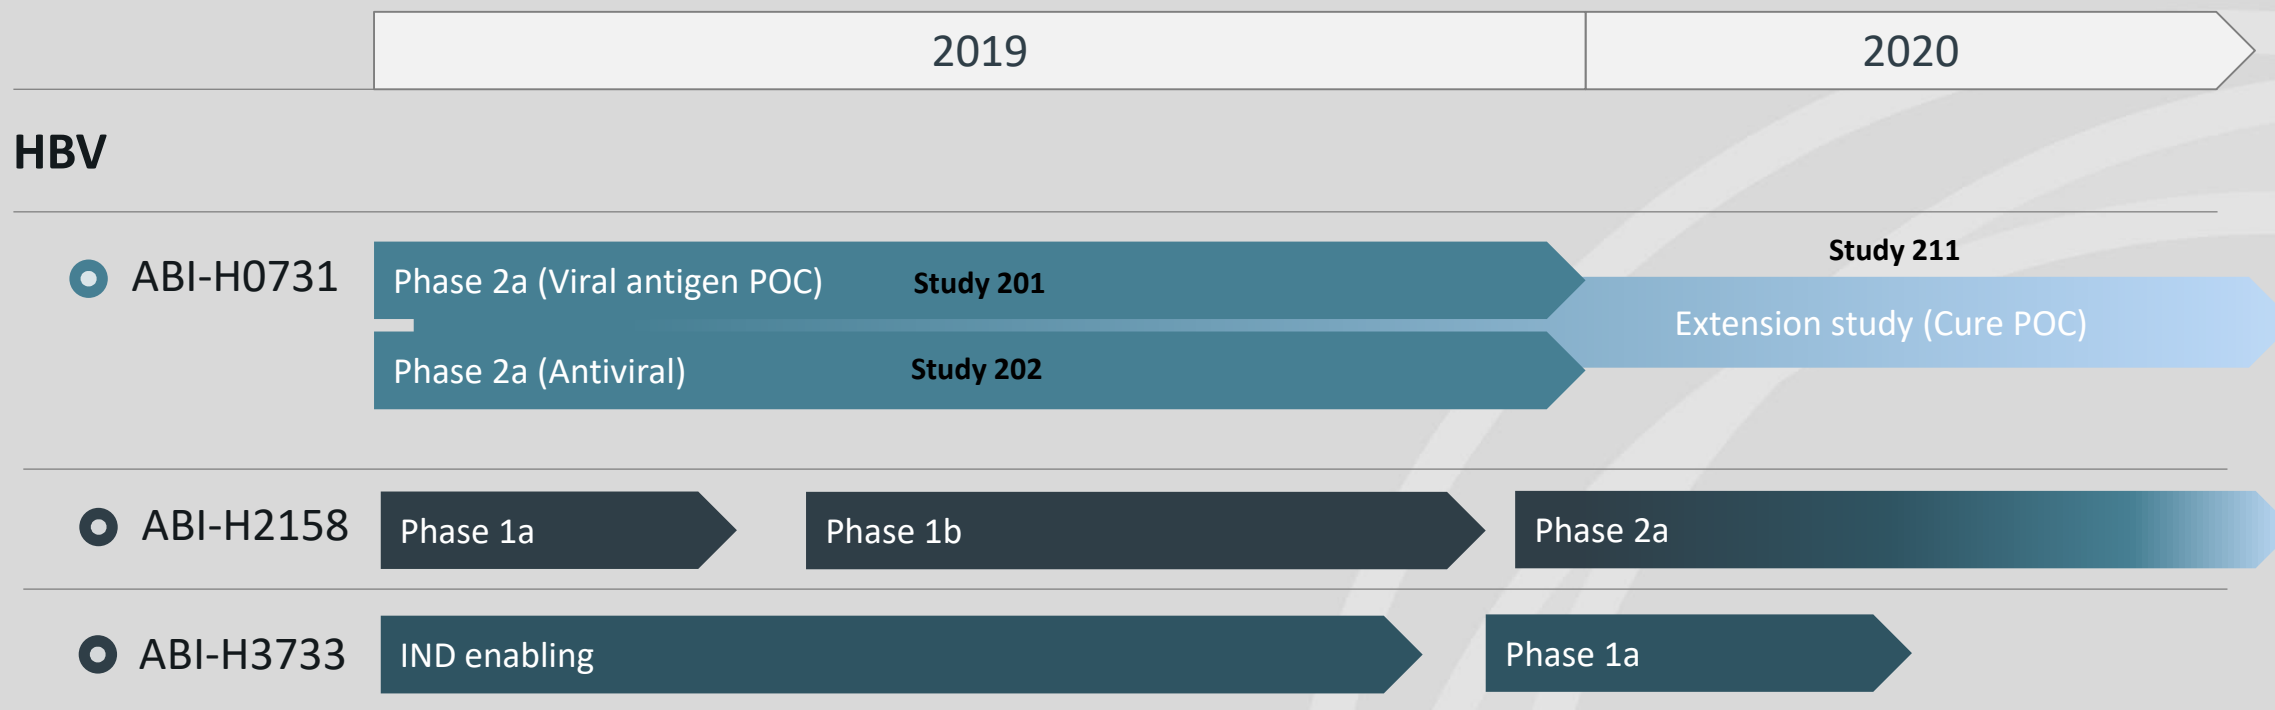 2019
2020
HBV
ABI-H0731
Phase 2a (Viral antigen POC)
Study 201
Phase 2a (Antiviral)
Study 202
Study 211
Extension study (Cure POC)
ABI-H2158
Phase 1a
Phase 1b
Phase 2a
ABI-H3733
IND enabling
Phase 1a